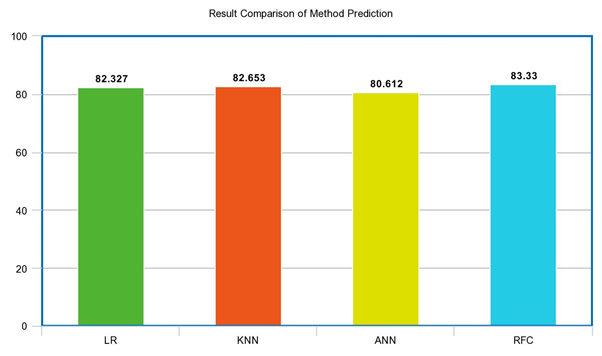 Result Comparison of Method Prediction
100
80
60
40
20
0
82.327
82.653
80.612
83.33
LR
KNN
ANN
RFC